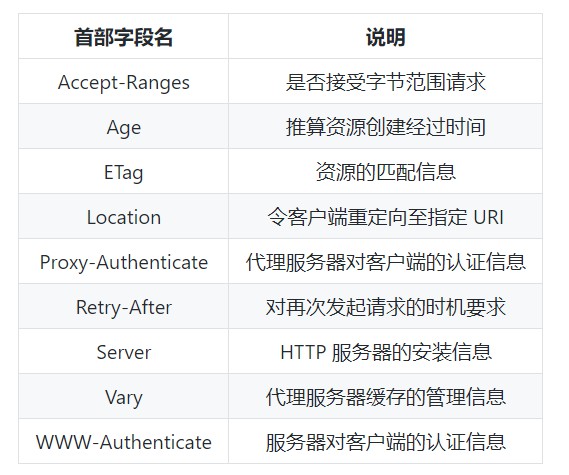 首部字段名 说明
Accept-Ranges 是否接受字节范围请求
Age 推算资源创建经过时间
ETag 资源的匹配信息
Location 令客户端重定向至指定 URI
Proxy-Authenticate 代理服务器对客户端的认证信息
Retry-After 对再次发起请求的时机要求
Server HTTP 服务器的安装信息
Vary 代理服务器缓存的管理信息
WWW-Authenticate 服务器对客户端的认证信息